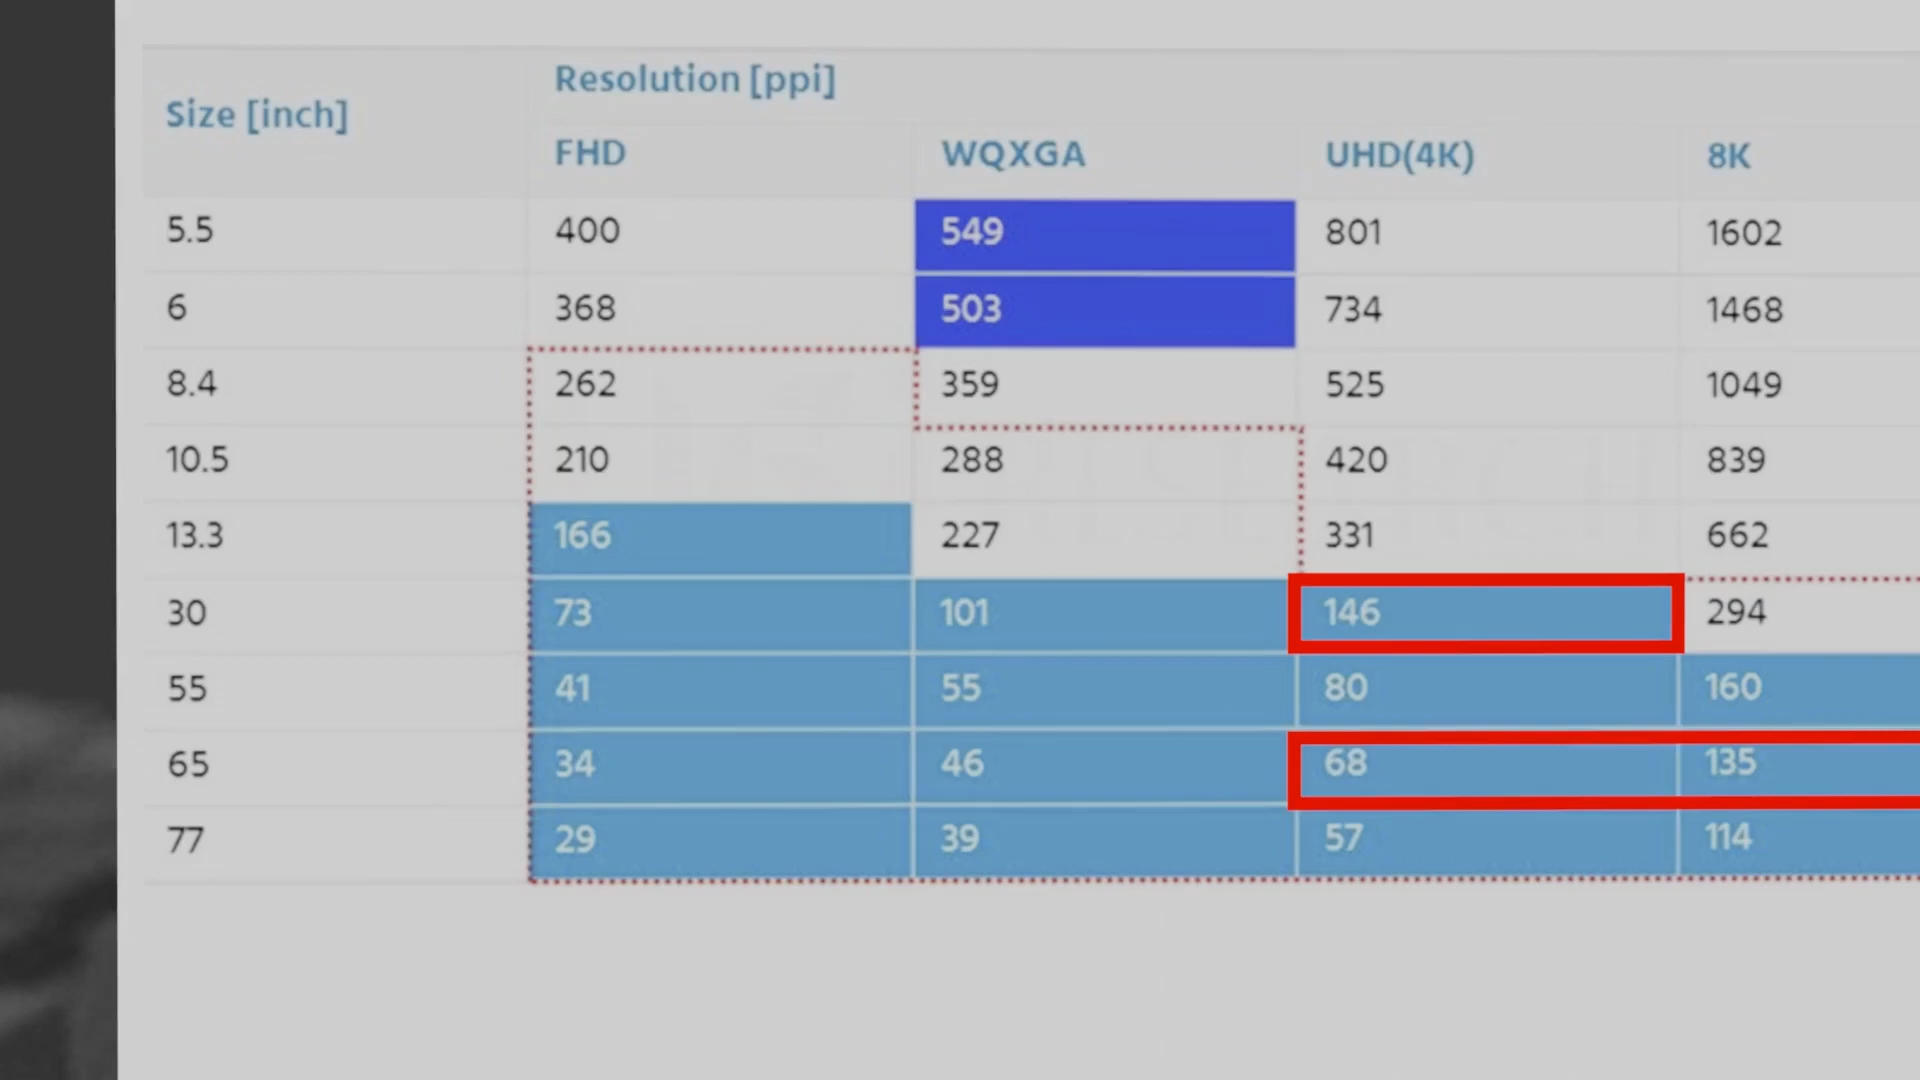 Size [inch] Resolution [ppi]
FHD WQXGA UHD(4K) 8K
5.5 400 549 801 1602
6 368 503 734 1468
8.4 262 359 525 1049
10.5 210 288 420 839
13.3 166 227 331 662
30 73 101 146 294
55 41 55 80 160
65 34 46 68 135
77 29 39 57 114